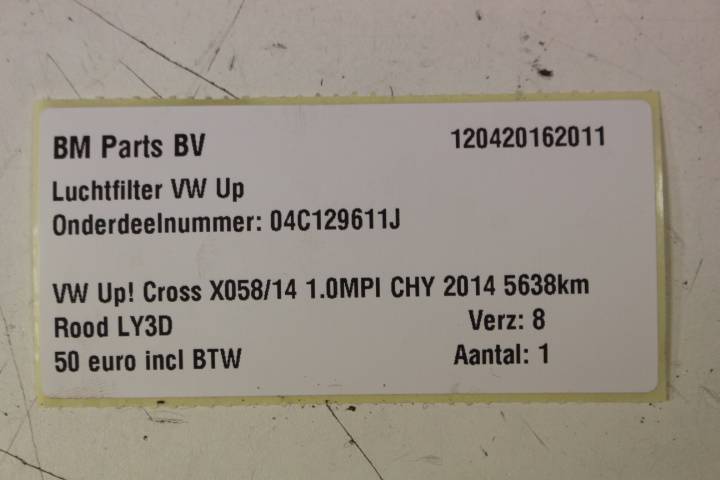 BM Parts BV 120420162011
Luchtfilter VW Up
Onderdeelnummer: 04C129611J
VW Up! Cross X058/14 1.0MPI CHY 2014 5638km
Rood LY3D Verz: 8
50 euro incl BTW Aantal: 1